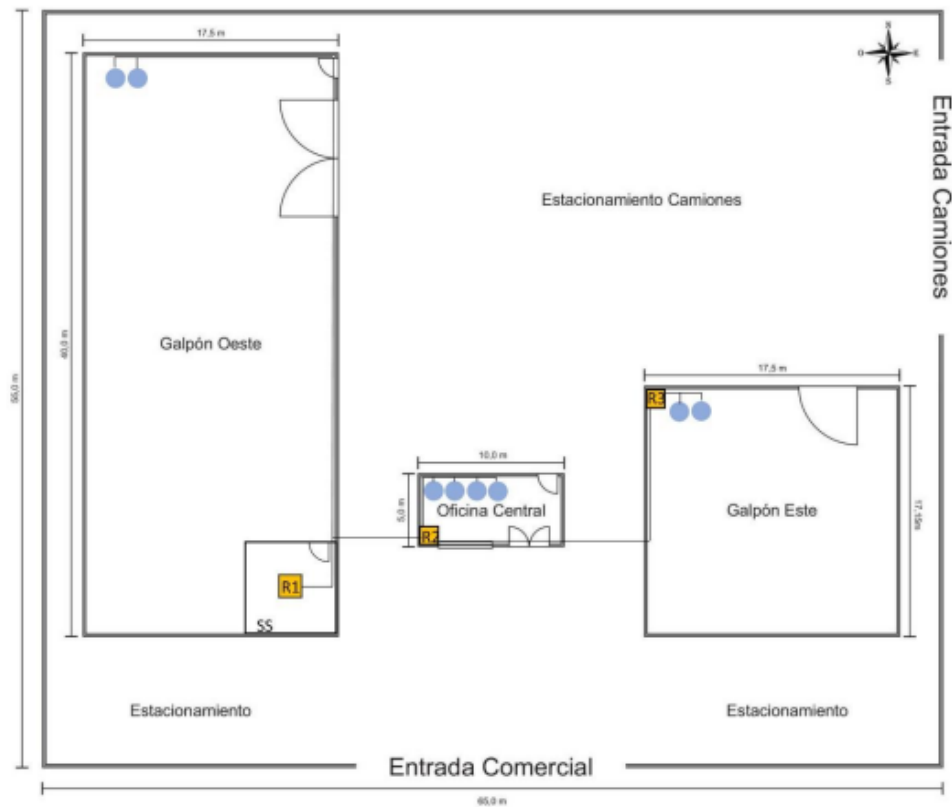 17,5 m
N
O
E
S
Entrada Camiones
Estacionamiento Camiones
Galpón Oeste
40,0 m
55,0 m
17,5 m
R3
10,0 m
5,0 m
Oficina Central
R2
Galpón Este
17,15m
R1
SS
Estacionamiento
Estacionamiento
Entrada Comercial
65,0 m